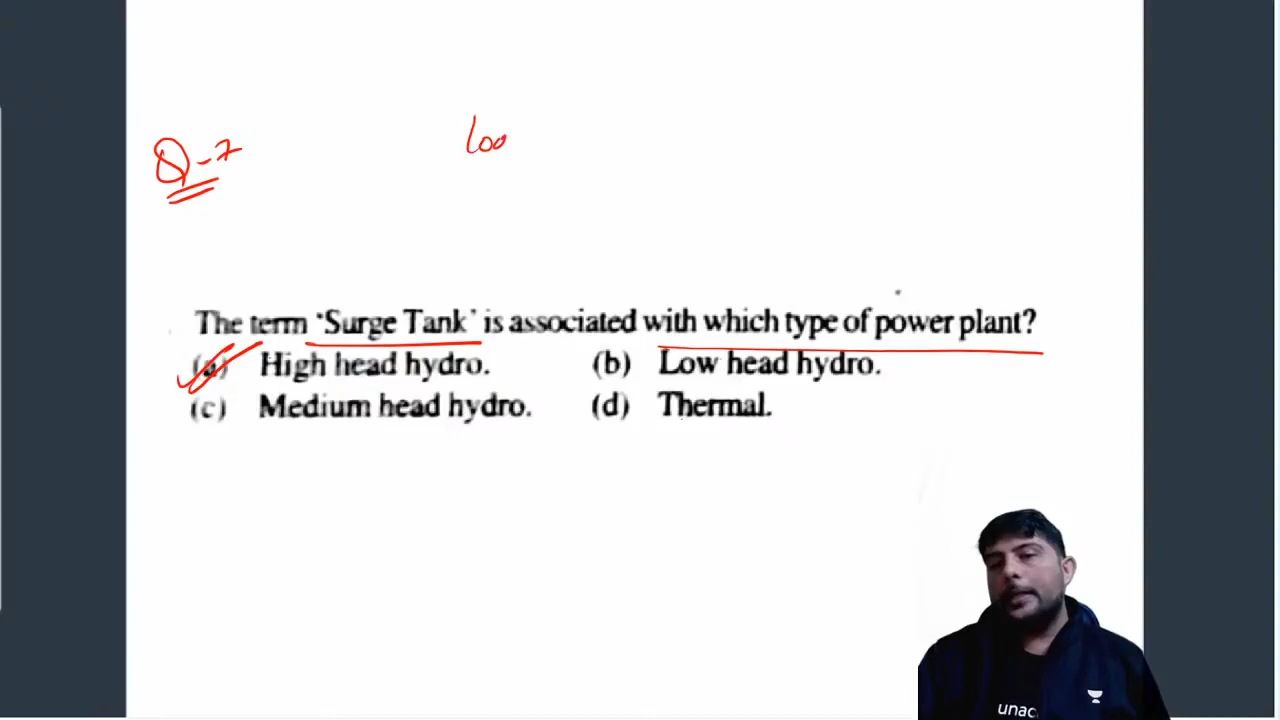 Q-7
100
The term ‘Surge Tank’ is associated with which type of power plant?
(a) High head hydro. (b) Low head hydro.
(c) Medium head hydro. (d) Thermal.
unac